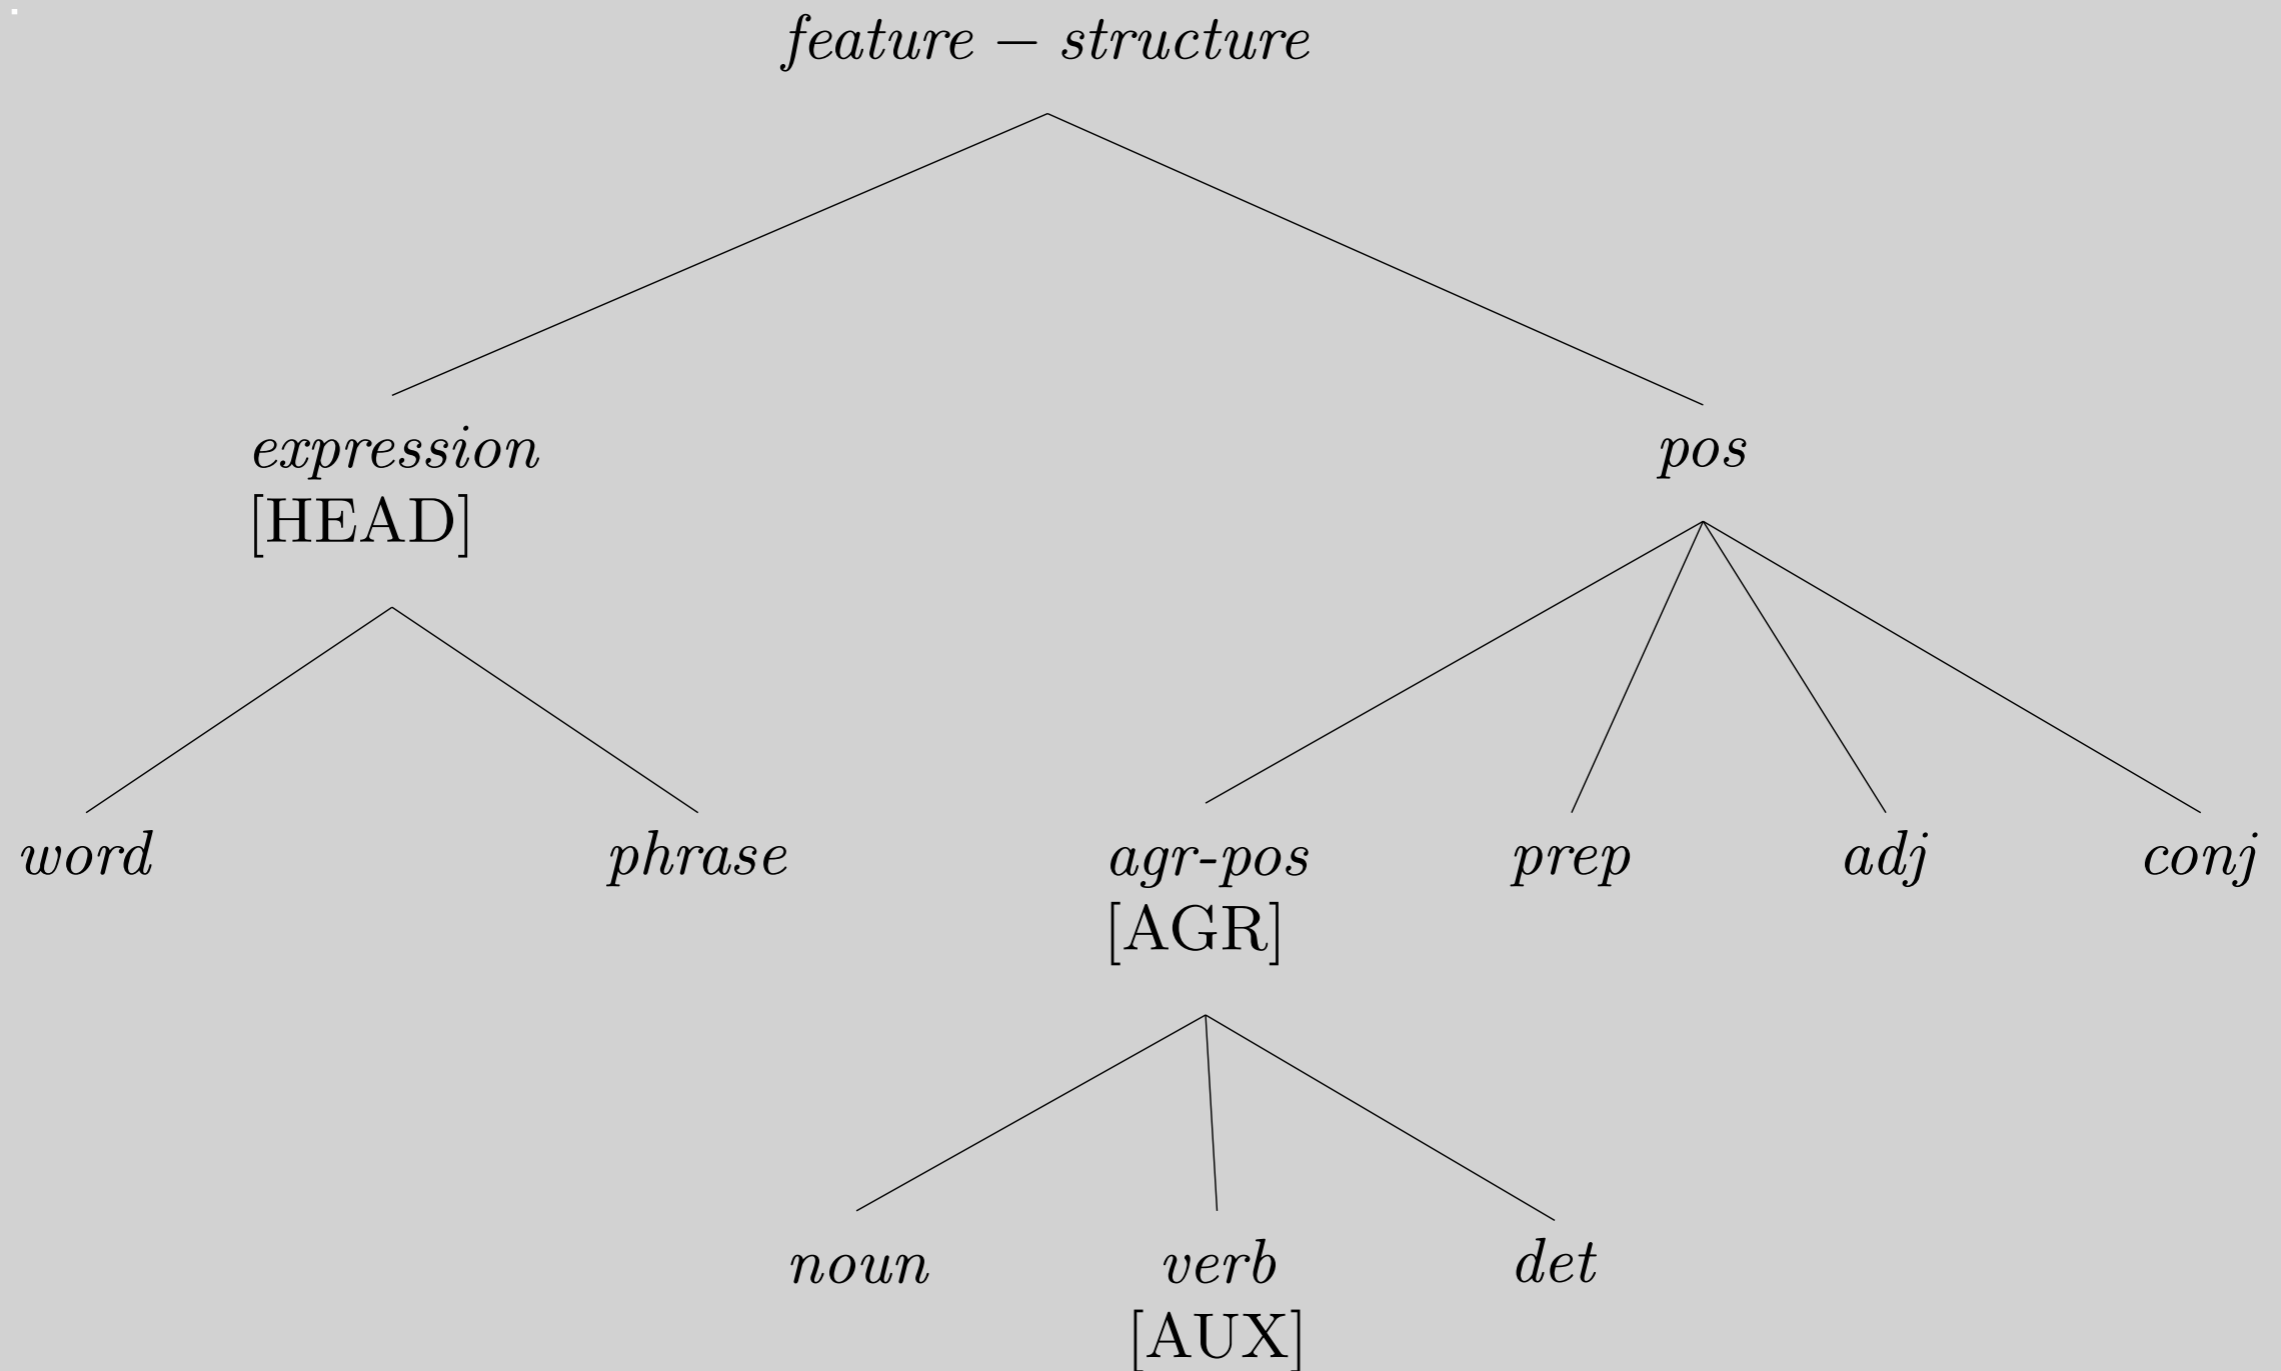 feature – structure
expression
[HEAD]
pos
word
phrase
agr-pos
[AGR]
prep
adj
conj
noun
verb
[AUX]
det